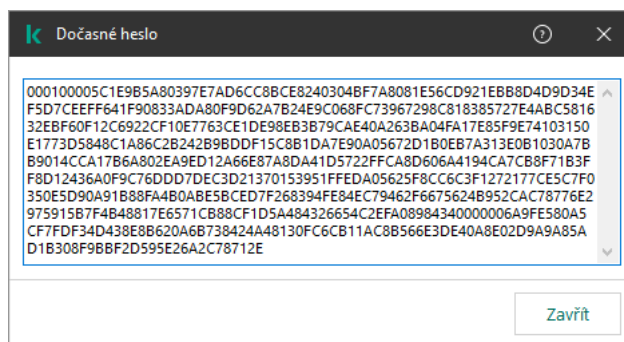 Dočasné heslo
000100005C1E9B5A80397E7AD6CC8BCE8240304BF7A8081E56CD921EBB8D4D9D34E
F5D7CEEFF641F90833ADA80F9D62A7B24E9C068FC73967298C818385727E4ABC5816
32EBF60F12C6922CF10E7763CE1DE98EB3B79CAE40A263BA04FA17E85F9E74103150
E1773D5848C1A86C2B242B9BDDF15C8B1DA7E90A05672D1B0EB7A313E0B1030A7B
B9014CCA17B6A802EA9ED12A66E87A8DA41D5722FFCA8D606A4194CA7CB8F71B3F
F8D12436A0F9C76DDD7DEC3D21370153951FFEDA05625F8CC6C3F1272177CE5C7F0
350E5D90A91B88FA4B0ABE5BCED7F268394FE84EC79462F6675624B952CAC78776E2
975915B7F4B48817E6571CB88CF1D5A484326654C2EFA08984340000006A9FE580A5
CF7FDF34D438E8B620A6B738424A48130FC6CB11AC8B566E3DE40A8E02D9A9A85A
D1B308F9BBF2D595E26A2C78712E
Zavřít